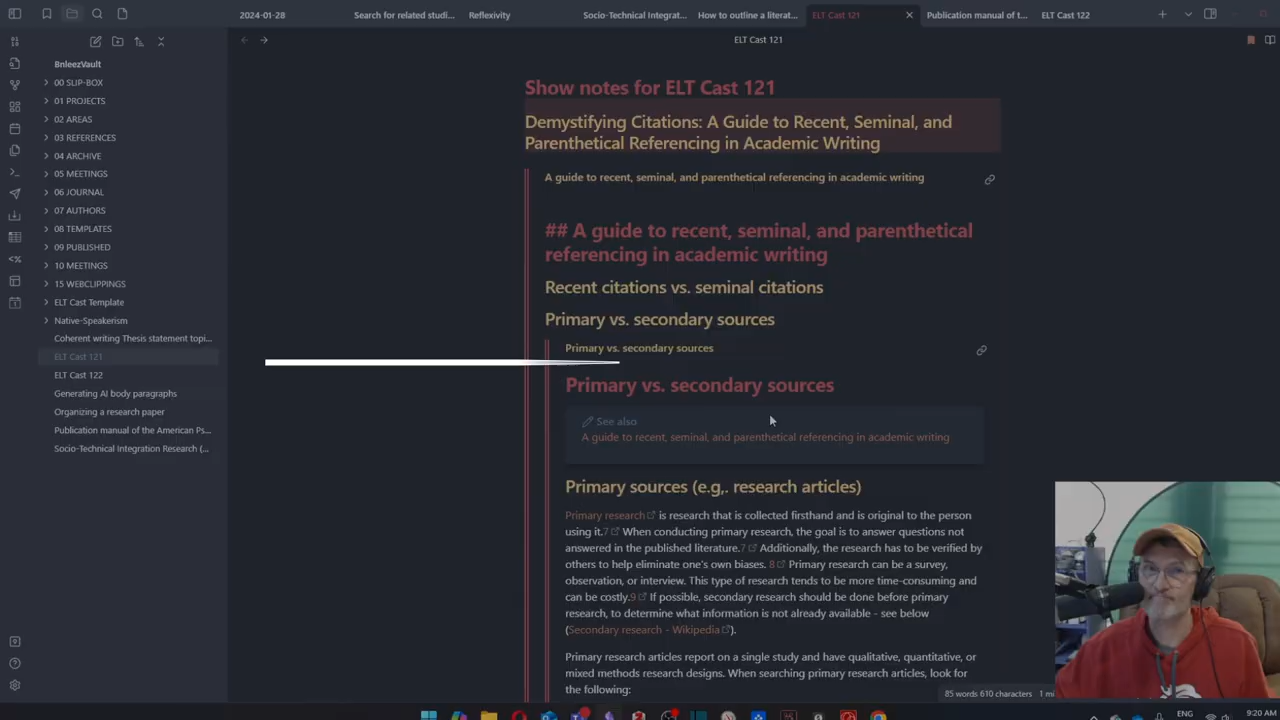 2024-01-28
Search for related studi...
Reflexivity
Socio-Technical Integrat...
How to outline a literat...
ELT Cast 121
Publication manual of t...
ELT Cast 122
ELT Cast 121
BnleezVault
00 SLIP-BOX
01 PROJECTS
02 AREAS
03 REFERENCES
04 ARCHIVE
05 MEETINGS
06 JOURNAL
07 AUTHORS
08 TEMPLATES
09 PUBLISHED
10 MEETINGS
15 WEBCLIPPINGS
ELT Cast Template
Native-Speakerism
Coherent writing Thesis statement topi...
ELT Cast 121
ELT Cast 122
Generating AI body paragraphs
Organizing a research paper
Publication manual of the American Ps...
Socio-Technical Integration Research (...
Show notes for ELT Cast 121
Demystifying Citations: A Guide to Recent, Seminal, and
Parenthetical Referencing in Academic Writing
A guide to recent, seminal, and parenthetical referencing in academic writing
## A guide to recent, seminal, and parenthetical
referencing in academic writing
Recent citations vs. seminal citations
Primary vs. secondary sources
Primary vs. secondary sources
Primary vs. secondary sources
See also
A guide to recent, seminal, and parenthetical referencing in academic writing
Primary sources (e.g,. research articles)
Primary research is research that is collected firsthand and is original to the person
using it.7 When conducting primary research, the goal is to answer questions not
answered in the published literature.7 Additionally, the research has to be verified by
others to help eliminate one's own biases. 8 Primary research can be a survey,
observation, or interview. This type of research tends to be more time-consuming and
can be costly.9 If possible, secondary research should be done before primary
research, to determine what information is not already available - see below
(Secondary research - Wikipedia).
Primary research articles report on a single study and have qualitative, quantitative, or
mixed methods research designs. When searching primary research articles, look for
the following:
85 words 610 characters 1 mi
ENG
9:20 AM